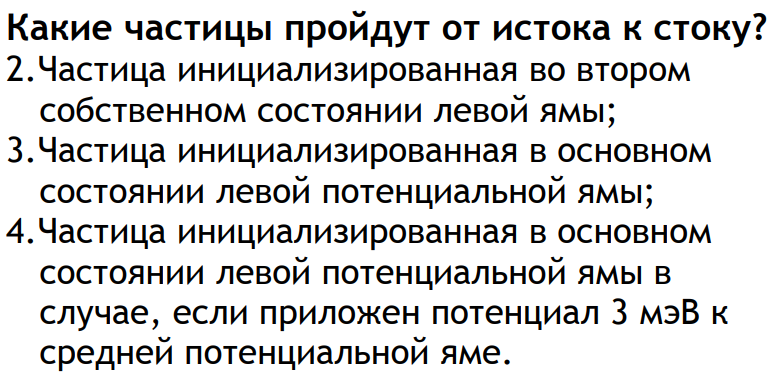 Какие частицы пройдут от истока к стоку?
2.Частица инициализированная во втором
собственном состоянии левой ямы;
3.Частица инициализированная в основном
состоянии левой потенциальной ямы;
4.Частица инициализированная в основном
состоянии левой потенциальной ямы в
случае, если приложен потенциал 3 мэВ к
средней потенциальной яме.